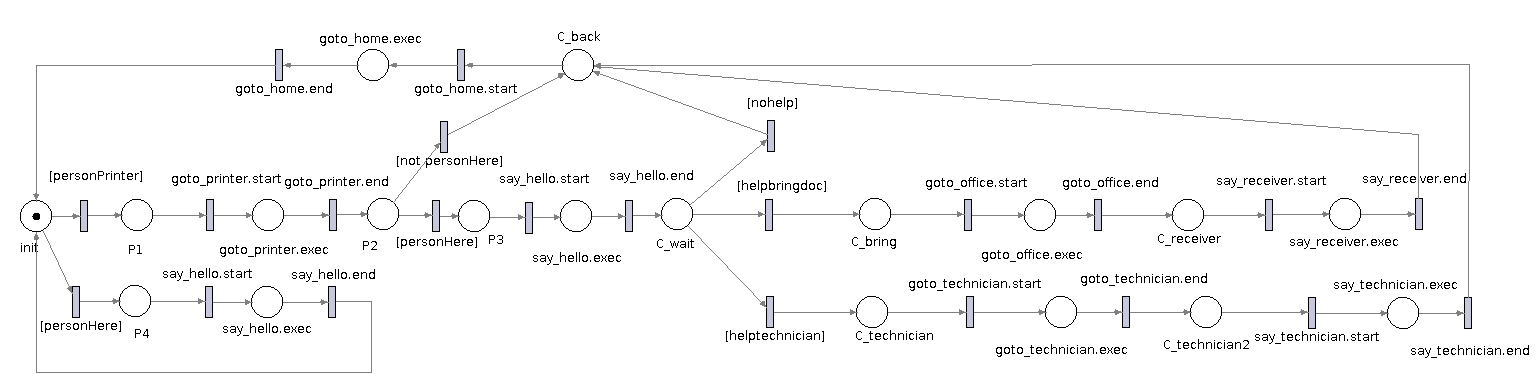 goto_home.exec
C_back
goto_home.end
goto_home.start
[nohelp]
[not personHere]
[personPrinter]
goto_printer.start
goto_printer.end
say_hello.start
say_hello.end
[helpbringdoc]
goto_office.start
goto_office.end
say_receiver.start
say_receiver.end
init
P1
goto_printer.exec
P2
[personHere]
P3
say_hello.exec
C_wait
C_bring
goto_office.exec
C_receiver
say_receiver.exec
say_hello.start
say_hello.end
goto_technician.start
goto_technician.end
say_technician.exec
[personHere]
P4
say_hello.exec
[helptechnician]
C_technician
goto_technician.exec
C_technician2
say_technician.start
say_technician.end